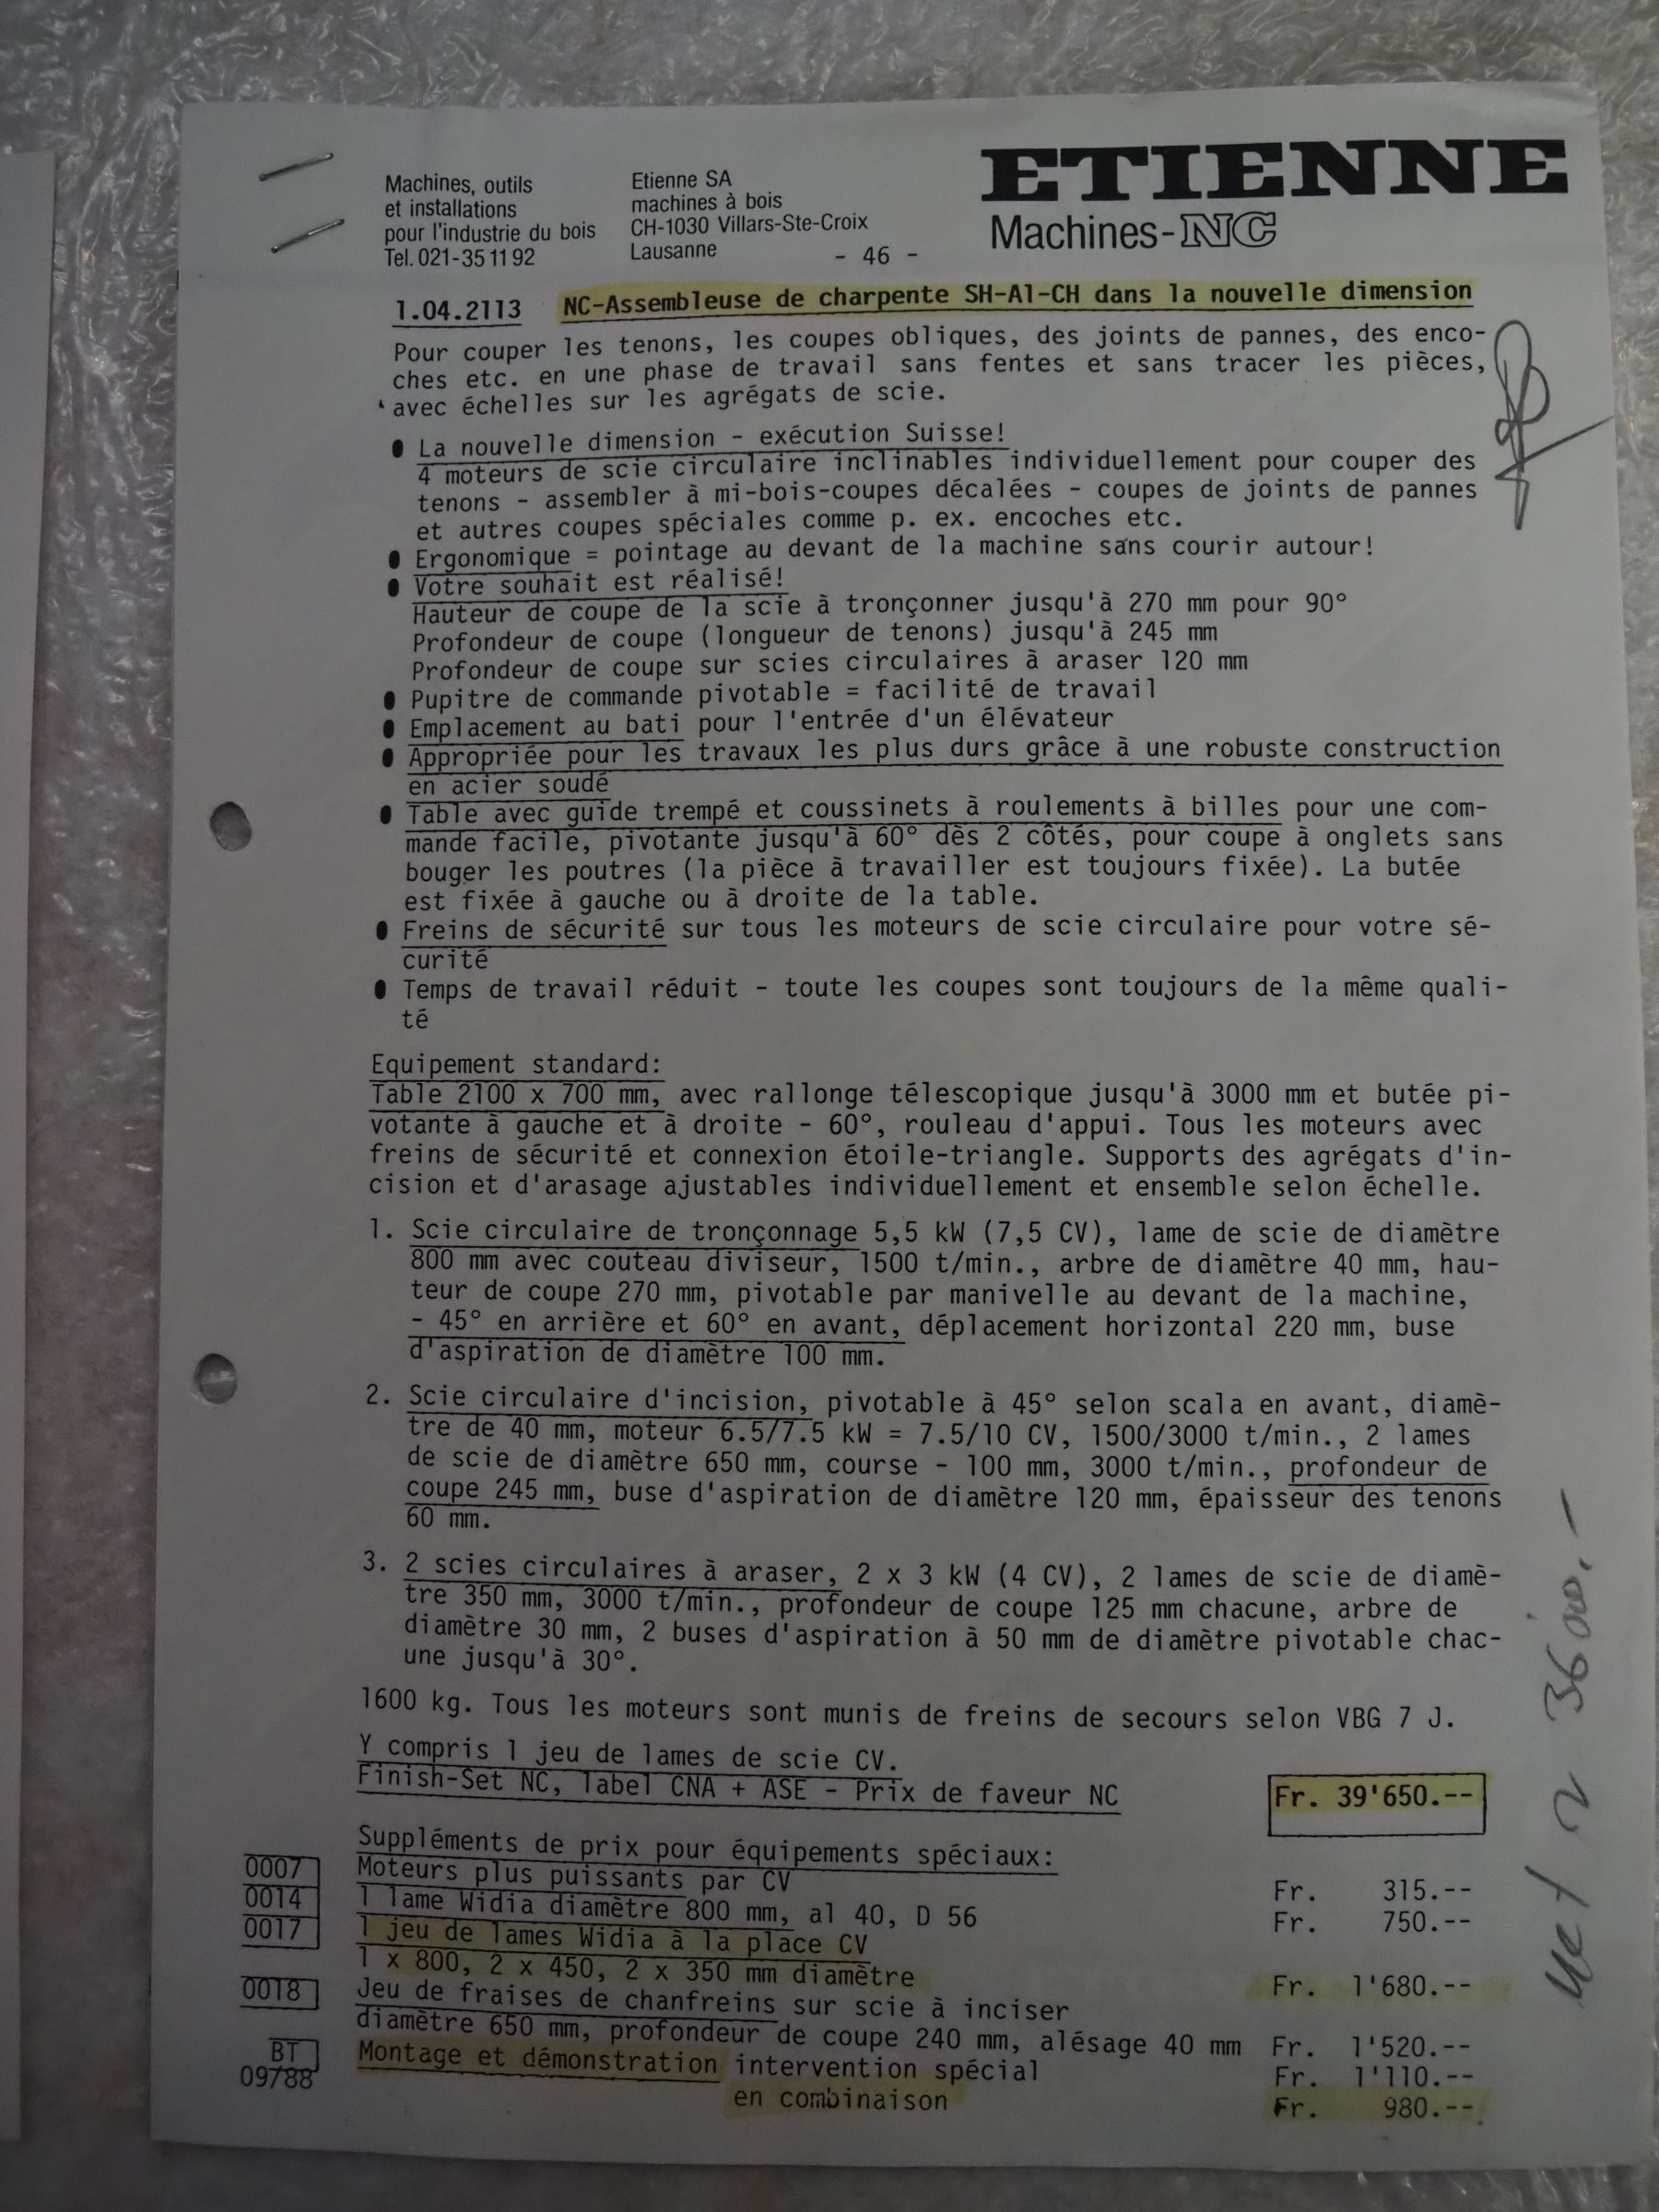 ETIENNE
Machines-NC
Machines, outils
et installations
pour l'industrie du bois
Tel. 021-35 11 92
Etienne SA
machines à bois
CH-1030 Villars-Ste-Croix
Lausanne
- 46 -
1.04.2113 NC-Assembleuse de charpente SH-A1-CH dans la nouvelle dimension
Pour couper les tenons, les coupes obliques, des joints de pannes, des enco-
ches etc. en une phase de travail sans fentes et sans tracer les pièces,
avec échelles sur les agrégats de scie.
● La nouvelle dimension - exécution Suisse!
4 moteurs de scie circulaire inclinables individuellement pour couper des
tenons - assembler à mi-bois-coupes décalées - coupes de joints de pannes
et autres coupes spéciales comme p. ex. encoches etc.
● Ergonomique = pointage au devant de la machine sans courir autour!
● Votre souhait est réalisé!
Hauteur de coupe de la scie à tronçonner jusqu'à 270 mm pour 90°
Profondeur de coupe (longueur de tenons) jusqu'à 245 mm
Profondeur de coupe sur scies circulaires à araser 120 mm
● Pupitre de commande pivotable = facilité de travail
● Emplacement au bati pour l'entrée d'un élévateur
● Appropriée pour les travaux les plus durs grâce à une robuste construction
en acier soudé
● Table avec guide trempé et coussinets à roulements à billes pour une com-
mande facile, pivotante jusqu'à 60° dès 2 côtés, pour coupe à onglets sans
bouger les poutres (la pièce à travailler est toujours fixée). La butée
est fixée à gauche ou à droite de la table.
● Freins de sécurité sur tous les moteurs de scie circulaire pour votre sé-
curité
● Temps de travail réduit - toute les coupes sont toujours de la même quali-
té
Equipement standard:
Table 2100 x 700 mm, avec rallonge télescopique jusqu'à 3000 mm et butée pi-
votante à gauche et à droite - 60°, rouleau d'appui. Tous les moteurs avec
freins de sécurité et connexion étoile-triangle. Supports des agrégats d'in-
cision et d'arasage ajustables individuellement et ensemble selon échelle.
1. Scie circulaire de tronçonnage 5,5 kW (7,5 CV), lame de scie de diamètre
800 mm avec couteau diviseur, 1500 t/min., arbre de diamètre 40 mm, hau-
teur de coupe 270 mm, pivotable par manivelle au devant de la machine,
- 45° en arrière et 60° en avant, déplacement horizontal 220 mm, buse
d'aspiration de diamètre 100 mm.
2. Scie circulaire d'incision, pivotable à 45° selon scala en avant, diamè-
tre de 40 mm, moteur 6.5/7.5 kW = 7.5/10 CV, 1500/3000 t/min., 2 lames
de scie de diamètre 650 mm, course - 100 mm, 3000 t/min., profondeur de
coupe 245 mm, buse d'aspiration de diamètre 120 mm, épaisseur des tenons
60 mm.
3. 2 scies circulaires à araser, 2 x 3 kW (4 CV), 2 lames de scie de diamè-
tre 350 mm, 3000 t/min., profondeur de coupe 125 mm chacune, arbre de
diamètre 30 mm, 2 buses d'aspiration à 50 mm de diamètre pivotable chac-
une jusqu'à 30°.
1600 kg. Tous les moteurs sont munis de freins de secours selon VBG 7 J.
Y compris 1 jeu de lames de scie CV.
Finish-Set NC, label CNA + ASE - Prix de faveur NC Fr. 39'650.--
Suppléments de prix pour équipements spéciaux:
0007 Moteurs plus puissants par CV Fr. 315.--
0014 1 lame Widia diamètre 800 mm, al 40, D 56 Fr. 750.--
0017 1 jeu de lames Widia à la place CV
1 x 800, 2 x 450, 2 x 350 mm diamètre Fr. 1'680.--
0018 Jeu de fraises de chanfreins sur scie à inciser
diamètre 650 mm, profondeur de coupe 240 mm, alésage 40 mm Fr. 1'520.--
BT Montage et démonstration intervention spécial Fr. 1'110.--
09788 en combinaison Fr. 980.--